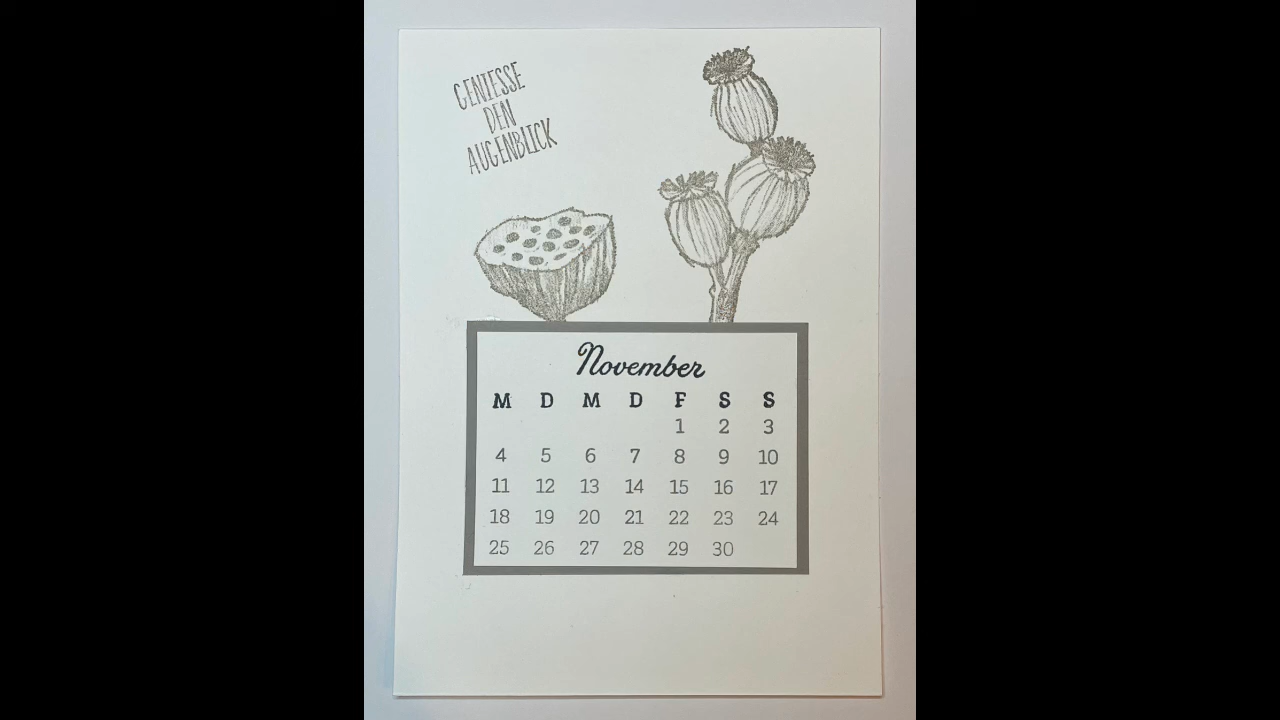 GENIESSE
DEN
AUGENBLICK
November
M D M D F S S
1 2 3
4 5 6 7 8 9 10
11 12 13 14 15 16 17
18 19 20 21 22 23 24
25 26 27 28 29 30